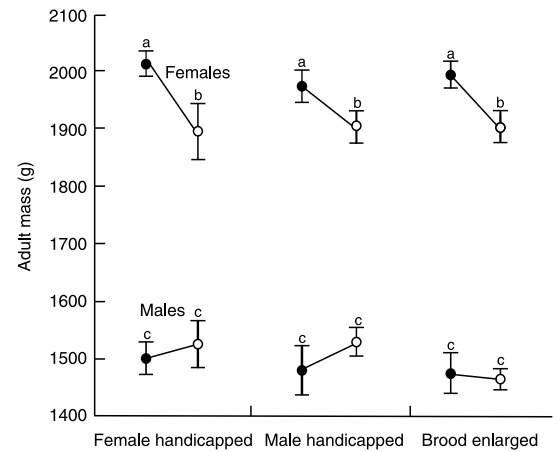 2100
a
a
a
2000
Females
b
b
b
1900
1800
Adult mass (g)
1700
1600
Males
c
c
c
c
c
c
1500
1400
Female handicapped
Male handicapped
Brood enlarged